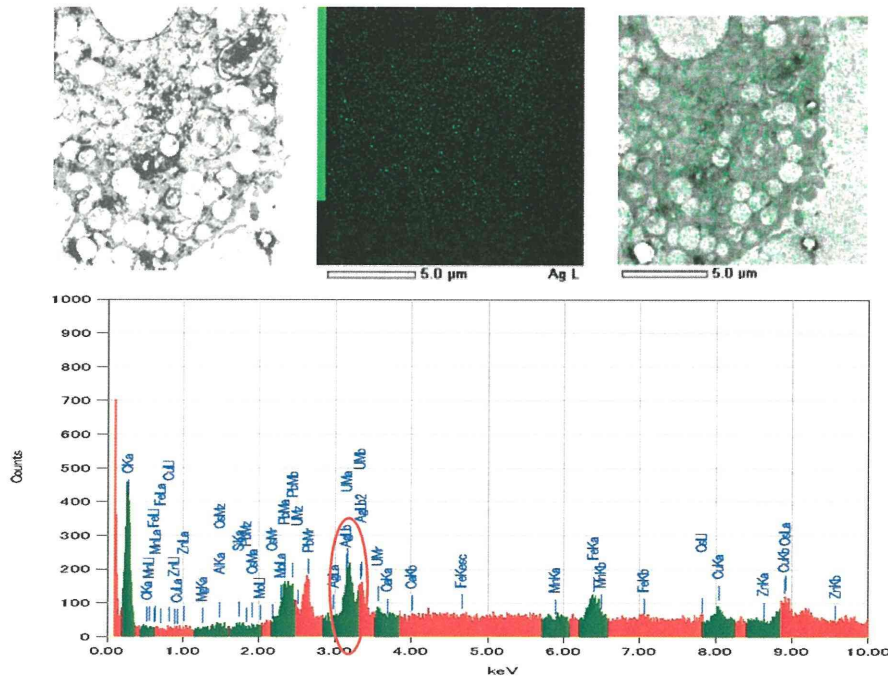 5.0 µm
Ag L
5.0 µm
1000
900
800
700
600
500
400
300
200
100
0
Counts
CKa
OKa
MnLl
FeLl
MnLa
FeLa
ZnLl
CuLl
CuLa
ZnLa
MgKa
AlKa
OsMz
SiKa
PbMz
OsMa
MoLl
OsMr
MoLa
PbMa
PbMb
UMz
PbMr
AgLa
AgLb
UMa
UMb
AgLb2
UMr
CaKa
CaKb
FeKesc
MnKa
FeKa
MnKb
FeKb
OsLl
CuKa
ZnKa
CuKb
OsLa
ZnKb
0.00
1.00
2.00
3.00
4.00
5.00
6.00
7.00
8.00
9.00
10.00
keV